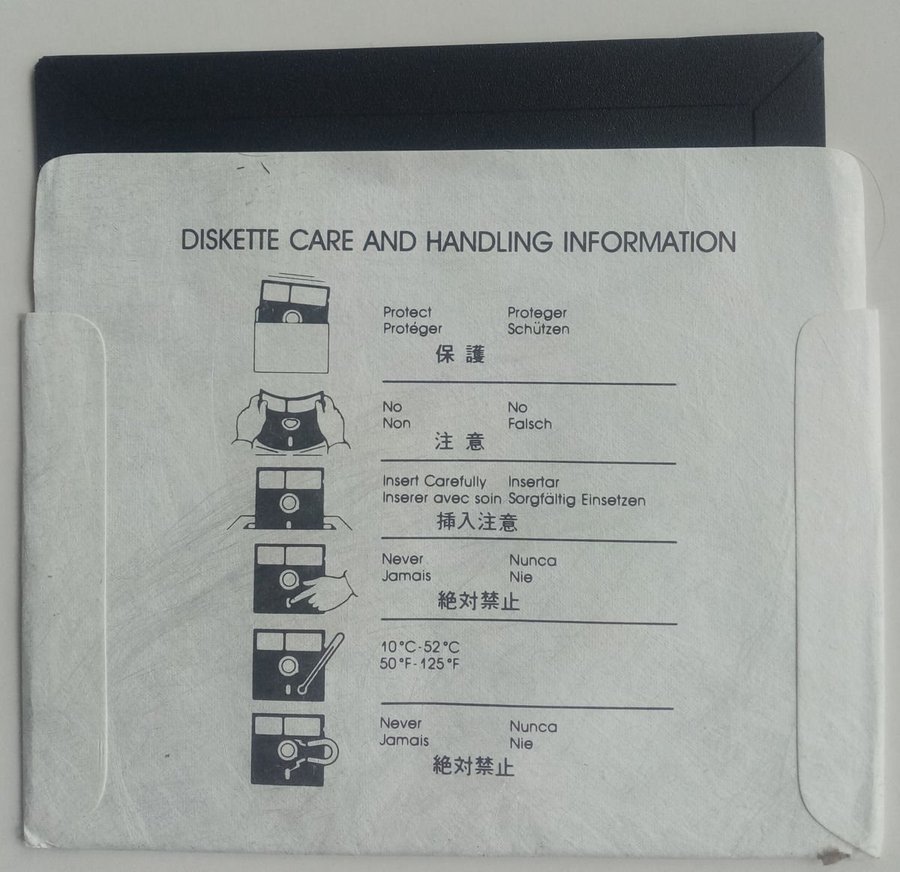 DISKETTE CARE AND HANDLING INFORMATION
Protect Proteger
Protéger Schützen
保護
No No
Non Falsch
注意
Insert Carefully Insertar
Inserer avec soin Sorgfältig Einsetzen
挿入注意
Never Nunca
Jamais Nie
絶対禁止
10°C-52°C
50°F-125°F
Never Nunca
Jamais Nie
絶対禁止